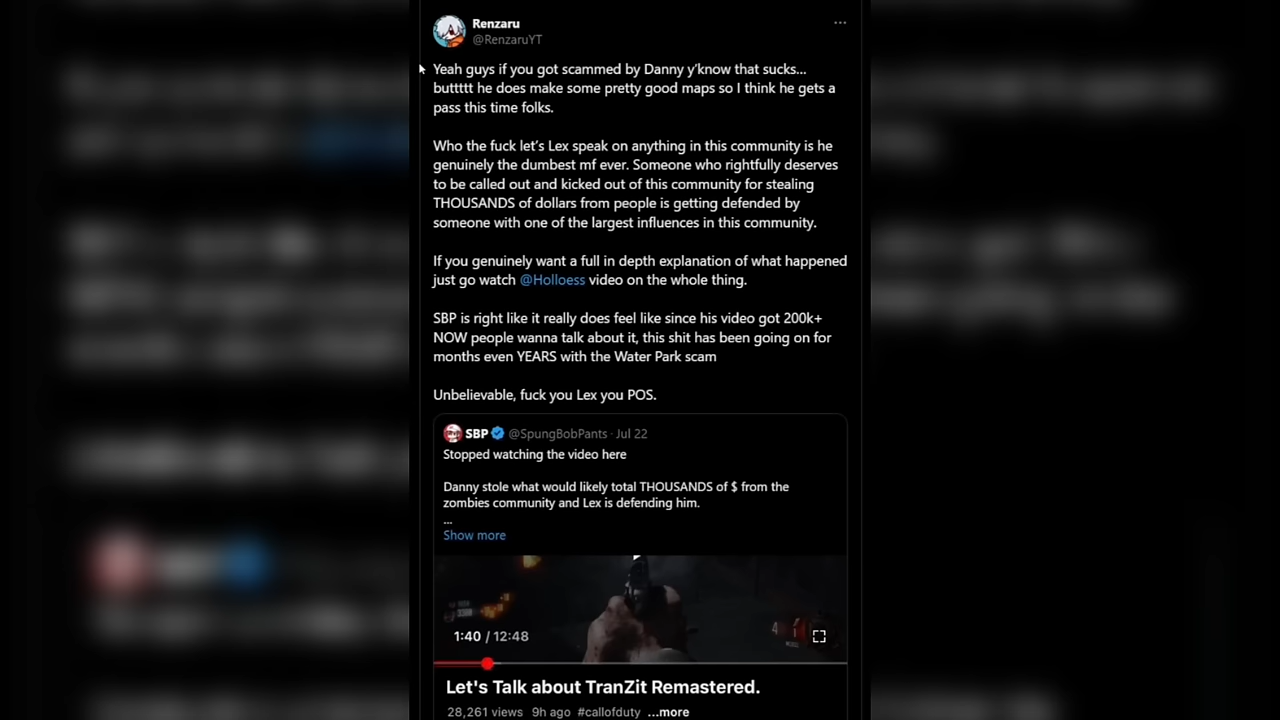 Renzaru
@RenzaruYT
...
Yeah guys if you got scammed by Danny y'know that sucks...
buttttt he does make some pretty good maps so I think he gets a
pass this time folks.
Who the fuck let's Lex speak on anything in this community is he
genuinely the dumbest mf ever. Someone who rightfully deserves
to be called out and kicked out of this community for stealing
THOUSANDS of dollars from people is getting defended by
someone with one of the largest influences in this community.
If you genuinely want a full in depth explanation of what happened
just go watch @Holloess video on the whole thing.
SBP is right like it really does feel like since his video got 200k+
NOW people wanna talk about it, this shit has been going on for
months even YEARS with the Water Park scam
Unbelievable, fuck you Lex you POS.
SBP @SpungBobPants · Jul 22
Stopped watching the video here
Danny stole what would likely total THOUSANDS of $ from the
zombies community and Lex is defending him.
...
Show more
1:40 / 12:48
Let's Talk about TranZit Remastered.
28,261 views 9h ago #callofduty ...more